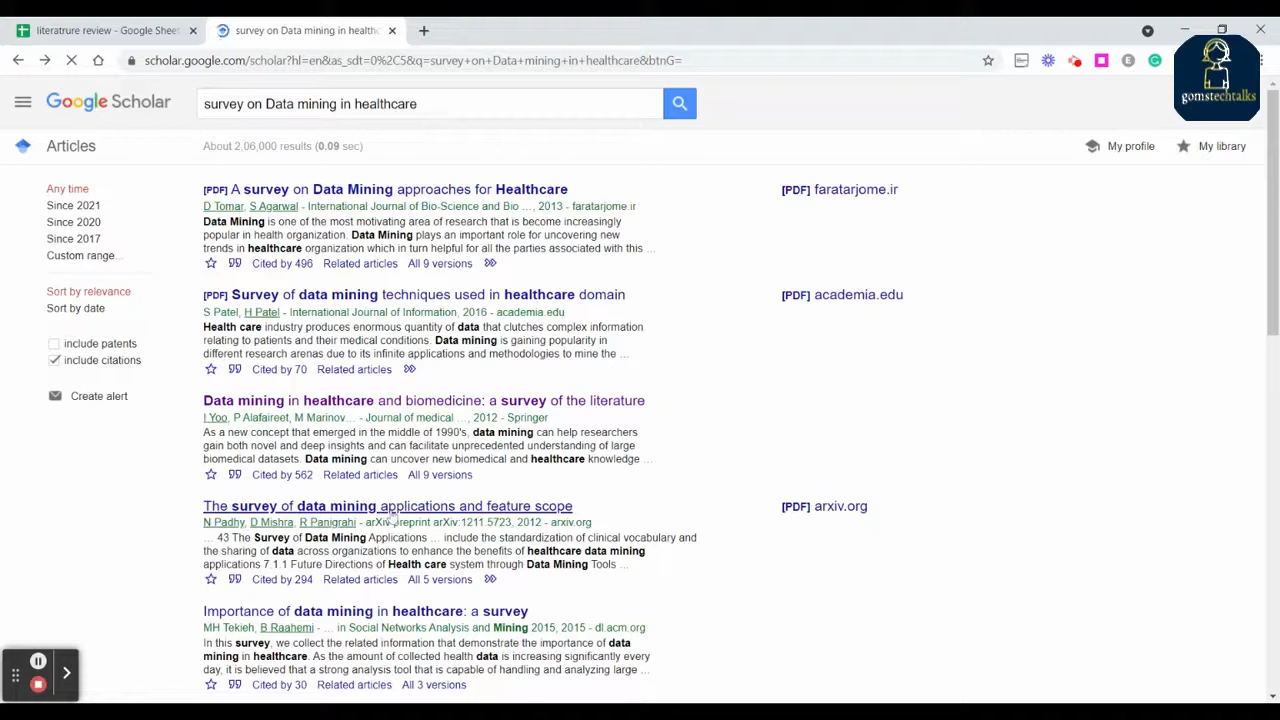 literatrure review - Google Sheet
survey on Data mining in healthc
scholar.google.com/scholar?hl=en&as_sdt=0%2C5&q=survey+on+Data+mining+in+healthcare&btnG=
gomstechtalks
Google Scholar
survey on Data mining in healthcare
Articles
About 2,06,000 results (0.09 sec)
My profile
My library
Any time
Since 2021
Since 2020
Since 2017
Custom range...
Sort by relevance
Sort by date
include patents
include citations
Create alert
[PDF] A survey on Data Mining approaches for Healthcare
D Tomar, S Agarwal - International Journal of Bio-Science and Bio ..., 2013 - faratarjome.ir
Data Mining is one of the most motivating area of research that is become increasingly
popular in health organization. Data Mining plays an important role for uncovering new
trends in healthcare organization which in turn helpful for all the parties associated with this ...
Cited by 496 Related articles All 9 versions
[PDF] faratarjome.ir
[PDF] Survey of data mining techniques used in healthcare domain
S Patel, H Patel - International Journal of Information, 2016 - academia.edu
Health care industry produces enormous quantity of data that clutches complex information
relating to patients and their medical conditions. Data mining is gaining popularity in
different research arenas due to its infinite applications and methodologies to mine the ...
Cited by 70 Related articles
[PDF] academia.edu
Data mining in healthcare and biomedicine: a survey of the literature
I Yoo, P Alafaireet, M Marinov... - Journal of medical ..., 2012 - Springer
As a new concept that emerged in the middle of 1990's, data mining can help researchers
gain both novel and deep insights and can facilitate unprecedented understanding of large
biomedical datasets. Data mining can uncover new biomedical and healthcare knowledge ...
Cited by 562 Related articles All 9 versions
The survey of data mining applications and feature scope
N Padhy, D Mishra, R Panigrahi - arXiv preprint arXiv:1211.5723, 2012 - arxiv.org
... 43 The Survey of Data Mining Applications ... include the standardization of clinical vocabulary and
the sharing of data across organizations to enhance the benefits of healthcare data mining
applications 7.1.1 Future Directions of Health care system through Data Mining Tools ...
Cited by 294 Related articles All 5 versions
[PDF] arxiv.org
Importance of data mining in healthcare: a survey
MH Tekieh, B Raahemi - ... in Social Networks Analysis and Mining 2015, 2015 - dl.acm.org
In this survey, we collect the related information that demonstrate the importance of data
mining in healthcare. As the amount of collected health data is increasing significantly every
day, it is believed that a strong analysis tool that is capable of handling and analyzing large ...
Cited by 30 Related articles All 3 versions